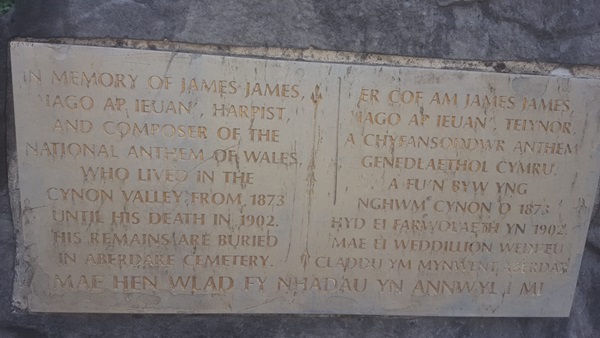 IN MEMORY OF JAMES JAMES,
"IAGO AP IEUAN", HARPIST,
AND COMPOSER OF THE
NATIONAL ANTHEM OF WALES,
WHO LIVED IN THE
CYNON VALLEY FROM 1873
UNTIL HIS DEATH IN 1902.
HIS REMAINS ARE BURIED
IN ABERDARE CEMETERY.
ER COF AM JAMES JAMES,
"IAGO AP IEUAN", TELYNOR,
A CHYFANSODDWR ANTHEM
GENEDLAETHOL CYMRU,
A FU'N BYW YNG
NGHWM CYNON O 1873
HYD EI FARWOLAETH YN 1902.
MAE EI WEDDILLION WEDI EU
CLADDU YM MYNWENT ABERDÂR
MAE HEN WLAD FY NHADAU YN ANNWYL I MI